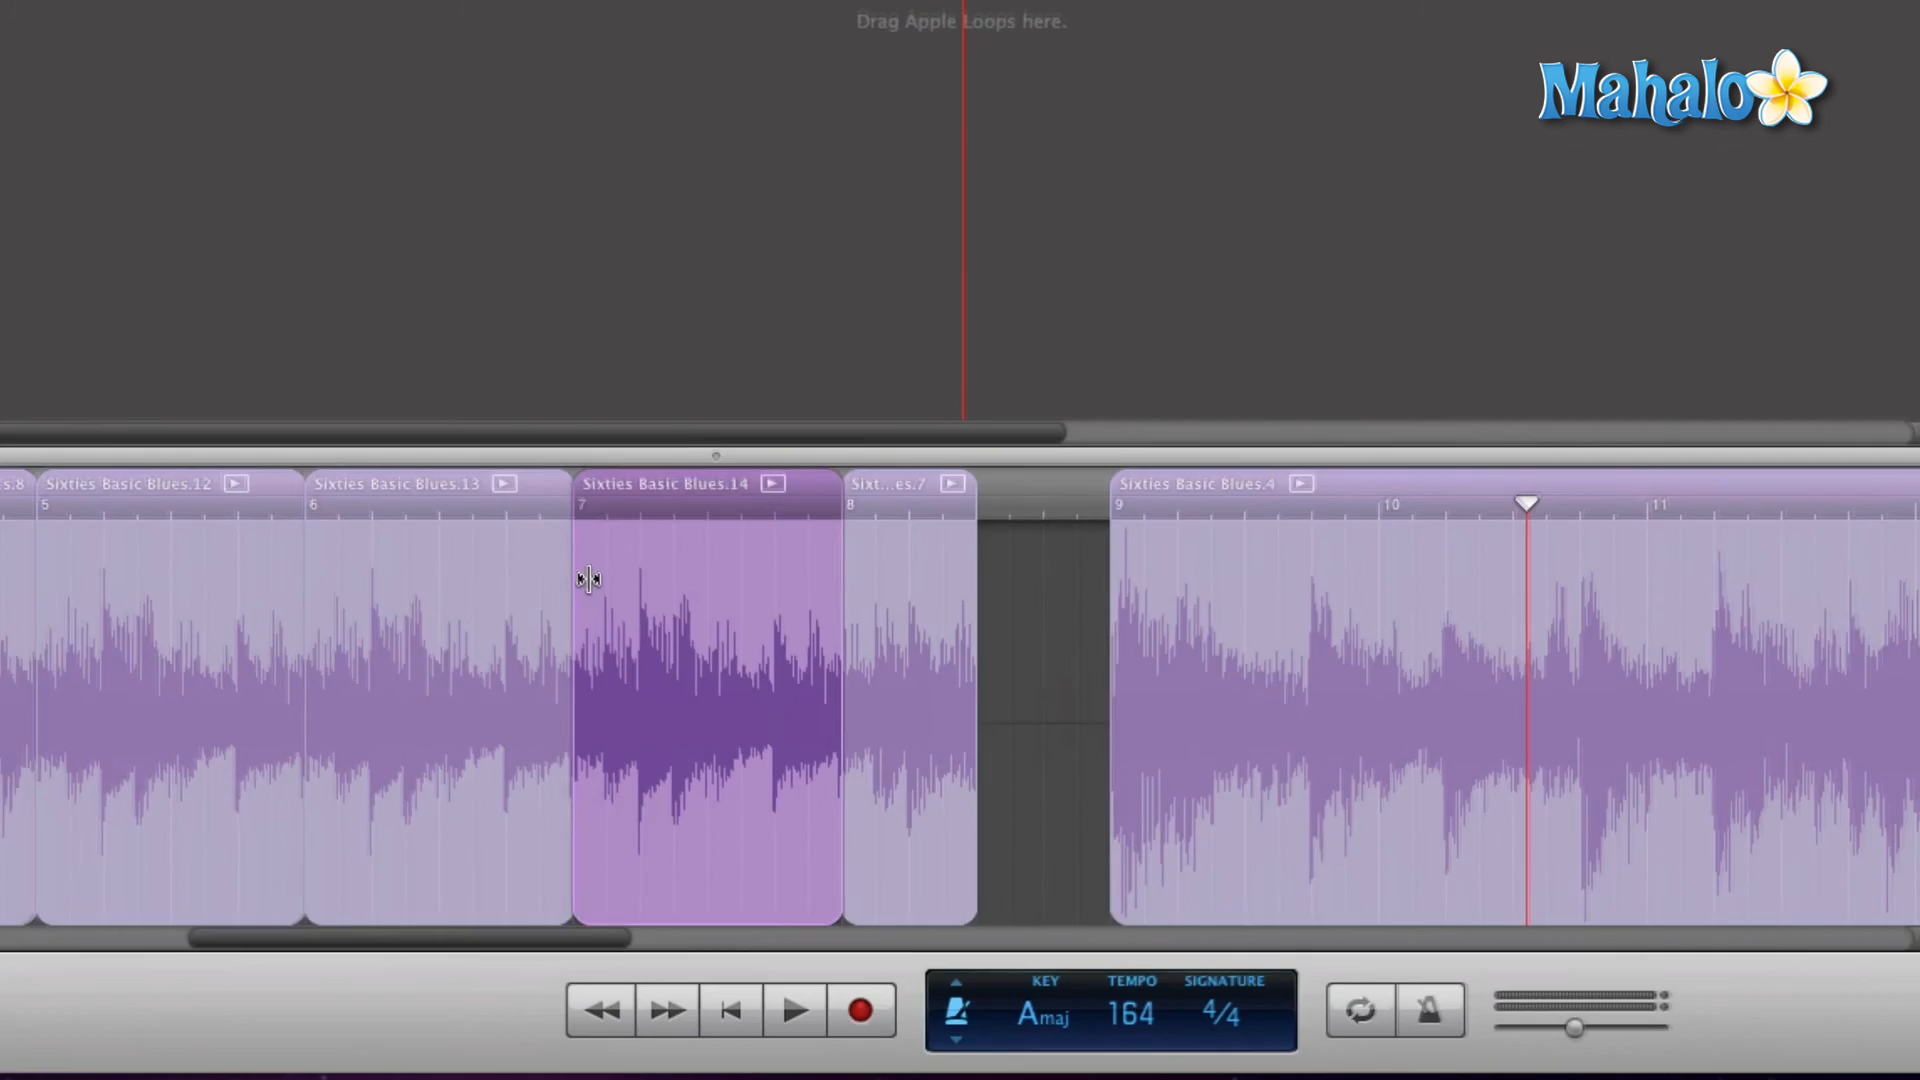 Drag Apple Loops here.
Mahalo
s.8
Sixties Basic Blues.12
Sixties Basic Blues.13
Sixties Basic Blues.14
Sixt...es.7
Sixties Basic Blues.4
5
6
7
8
9
10
11
KEY
TEMPO
SIGNATURE
Amaj
164
4/4